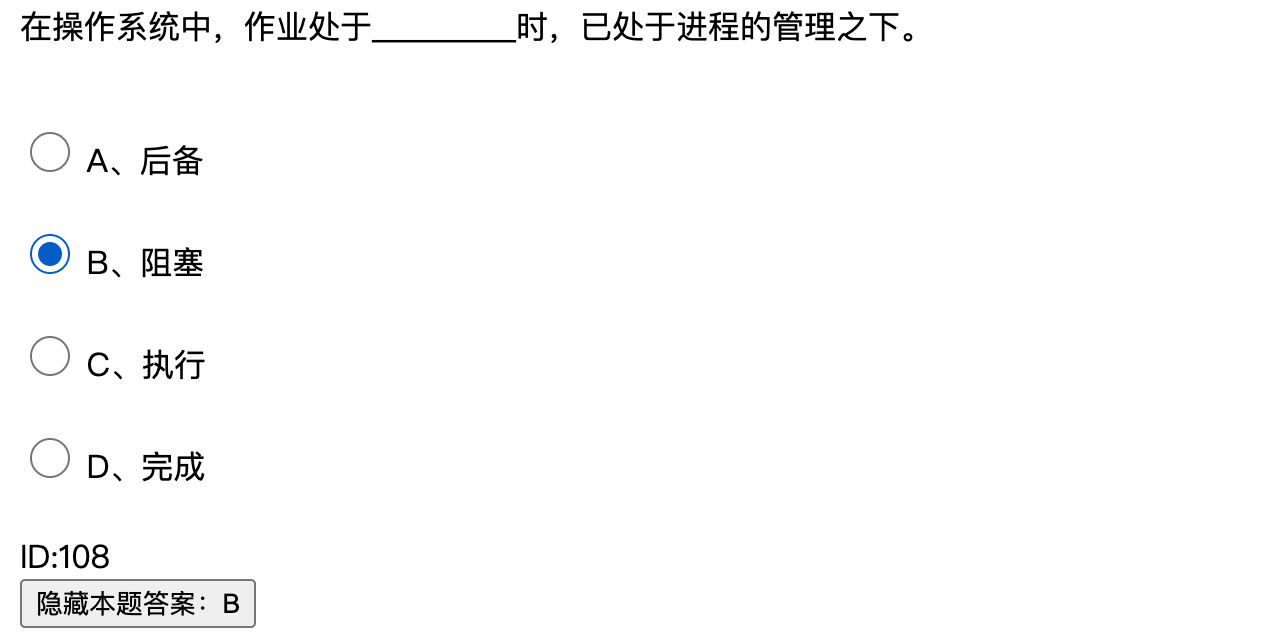 在操作系统中，作业处于_________时，已处于进程的管理之下。
A、后备
B、阻塞
C、执行
D、完成
ID:108
隐藏本题答案：B